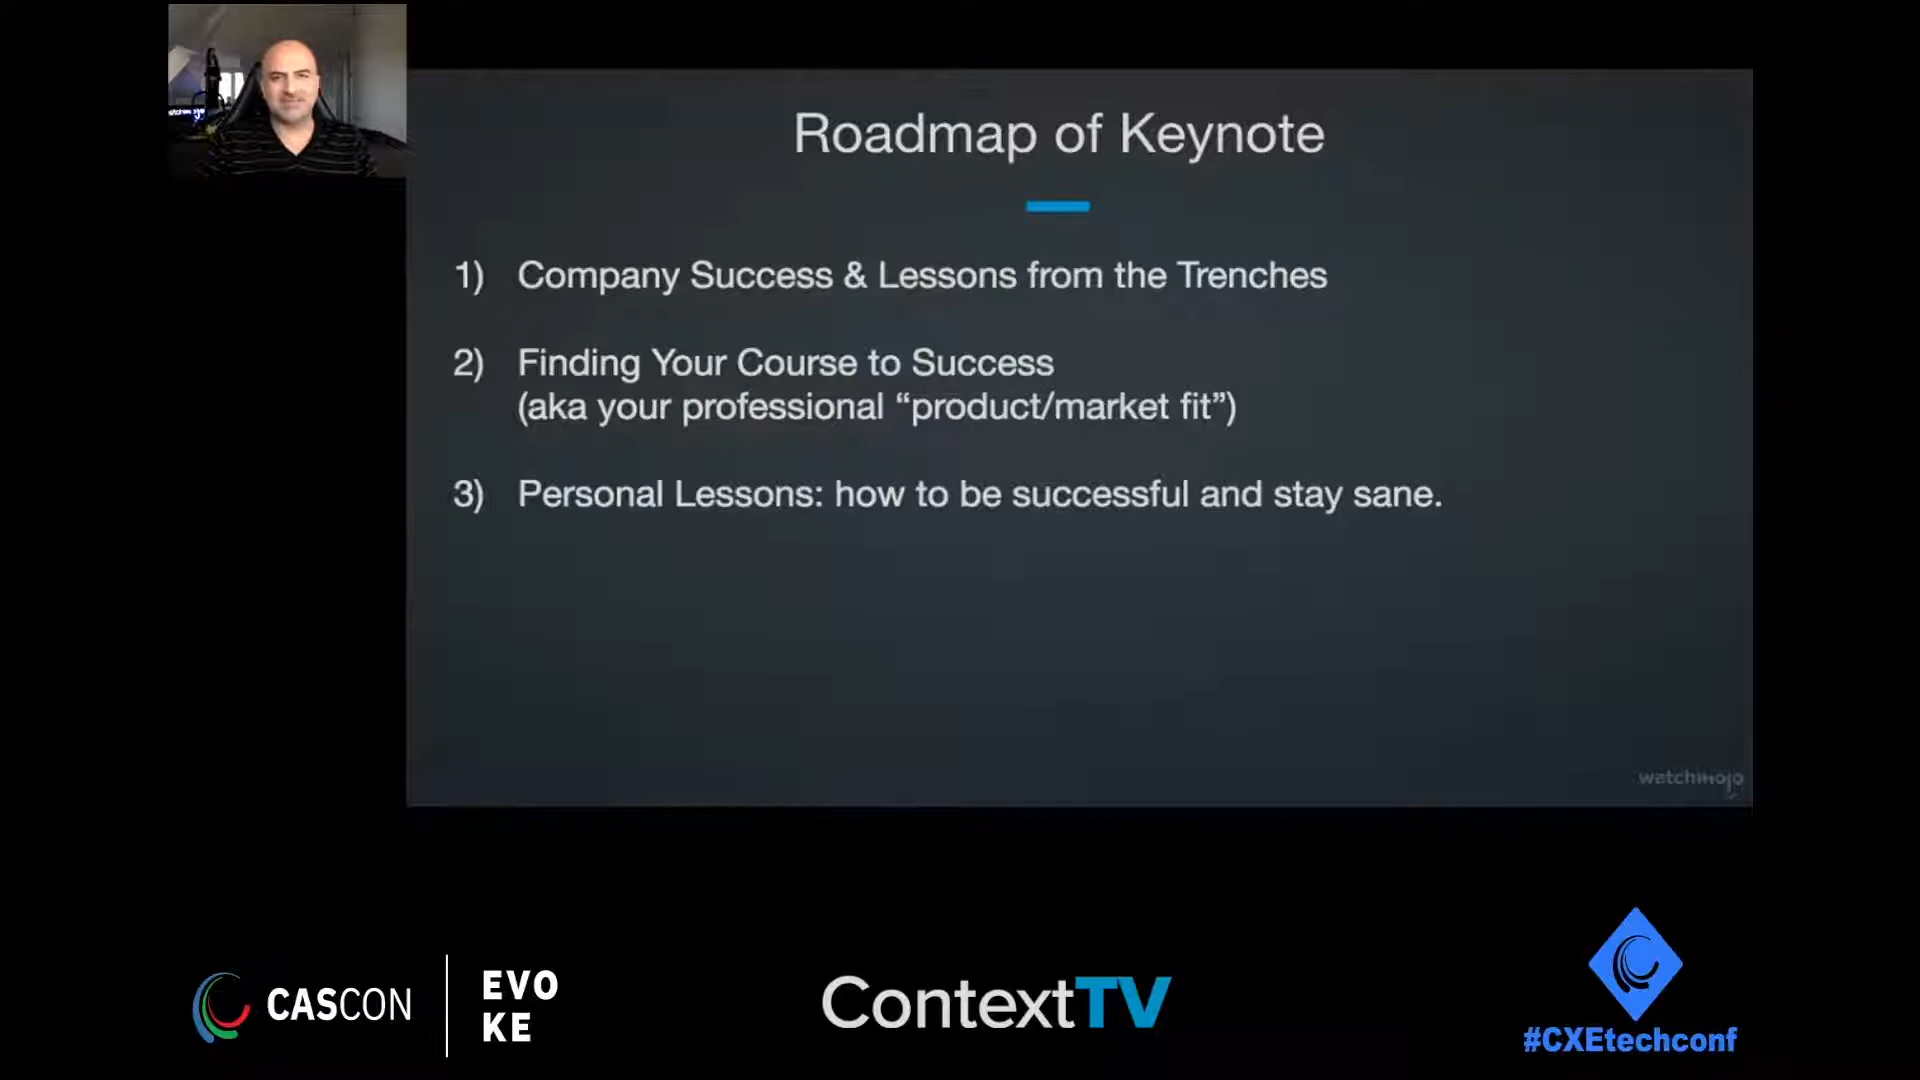 Roadmap of Keynote
1) Company Success & Lessons from the Trenches
2) Finding Your Course to Success
(aka your professional “product/market fit”)
3) Personal Lessons: how to be successful and stay sane.
watchmojo
CASCON
EVO
KE
ContextTV
#CXEtechconf